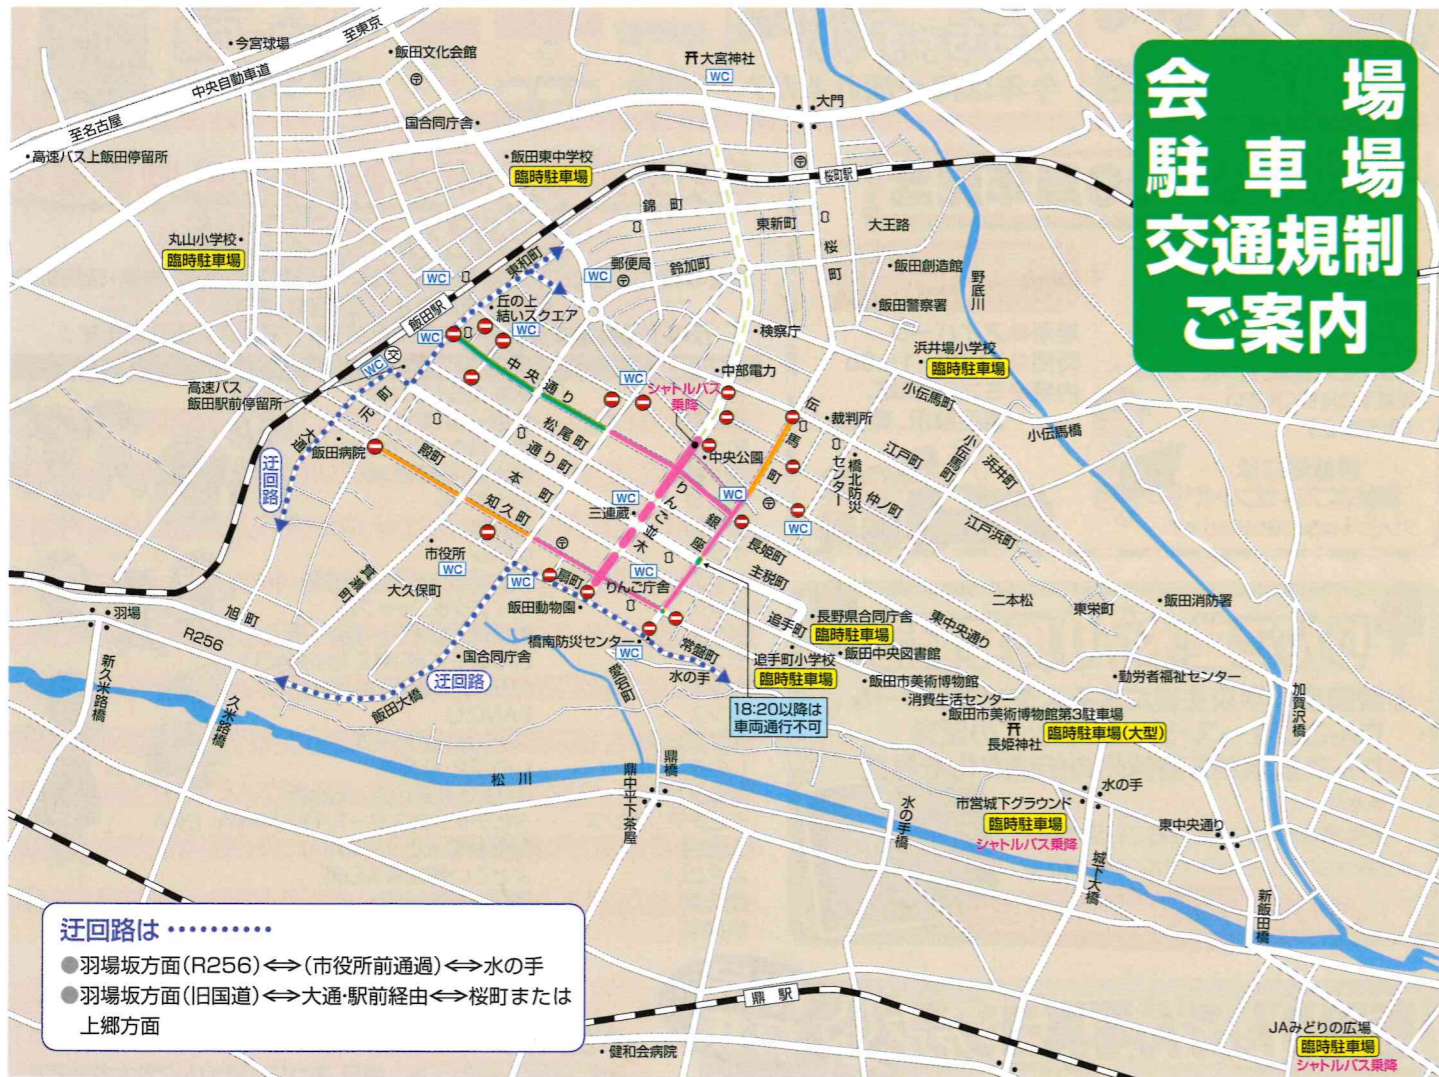 会場
駐車場
交通規制
ご案内
今宮球場
至東京
飯田文化会館
中央自動車道
至名古屋
高速バス上飯田停留所
国合同庁舎
大宮神社
WC
大門
飯田東中学校
臨時駐車場
桜町駅
錦町
東新町
大王路
桜町
丸山小学校
臨時駐車場
東和町
WC
WC
郵便局
鈴加町
飯田創造館
野底川
飯田駅
丘の上
結いスクエア
WC
WC
飯田警察署
検察庁
浜井場小学校
臨時駐車場
WC
交
高速バス
飯田駅前停留所
中央通り
WC
中部電力
シャトルバス
乗降
小伝馬町
小伝馬橋
元町
大通
飯田病院
殿町
松尾町
通り町
本町
知久町
中央公園
伝馬町
裁判所
橋北防災
センター
江戸町
小伝馬町
浜井町
仲ノ町
江戸浜町
迂回路
WC
三連蔵
りんご並木
銀座
WC
WC
長姫町
主税町
市役所
WC
箕瀬町
大久保町
WC
扇町
WC
りんご庁舎
飯田動物園
二本松
東栄町
飯田消防署
羽場
旭町
R256
橋南防災センター
WC
追手町
長野県合同庁舎
臨時駐車場
東中央通り
飯田中央図書館
常盤町
追手町小学校
臨時駐車場
水の手
国合同庁舎
迂回路
飯田大橋
愛宕町
飯田市美術博物館
消費生活センター
勤労者福祉センター
飯田市美術博物館第3駐車場
臨時駐車場(大型)
長姫神社
18:20以降は
車両通行不可
新久米路橋
久米路橋
加賀沢橋
松川
鼎橋
鼎中平下茶屋
水の手橋
市営城下グラウンド
臨時駐車場
シャトルバス乗降
水の手
東中央通り
城下大橋
新飯田橋
迂回路は‥‥‥‥‥
●羽場坂方面(R256)⇔(市役所前通過)⇔水の手
●羽場坂方面(旧国道)⇔大通・駅前経由⇔桜町または
上郷方面
鼎駅
健和会病院
JAみどりの広場
臨時駐車場
シャトルバス乗降